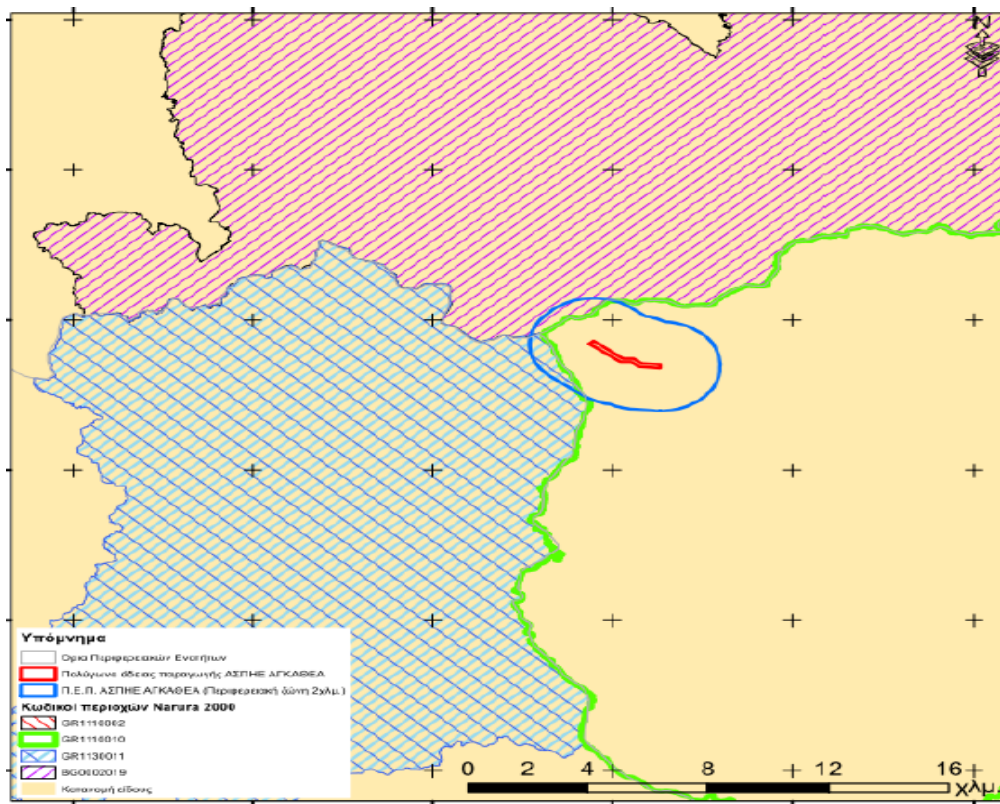 N
Υπόμνημα
Όρια Περιφερειακών Ενοτήτων
Πολύγωνο άδειας παραγωγής ΑΣΠΗΕ ΑΓΚΑΘΕΑ
Π.Ε.Π. ΑΣΠΗΕ ΑΓΚΑΘΕΑ (Περιφερειακή ζώνη 2χλμ.)
Κωδικοί περιοχών Narura 2000
GR1110002
GR1110010
GR1130011
BG0002019
Κατανομή είδους
0 2 4 8 12 16
χλμ.